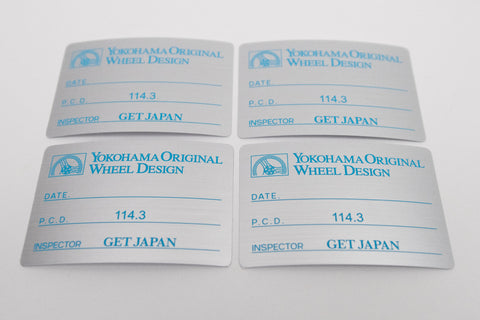 YOKOHAMA ORIGINAL
WHEEL DESIGN
DATE.
P.C.D. 114.3
INSPECTOR GET JAPAN
YOKOHAMA ORIGINAL
WHEEL DESIGN
DATE.
P.C.D. 114.3
INSPECTOR GET JAPAN
YOKOHAMA ORIGINAL
WHEEL DESIGN
DATE.
P.C.D. 114.3
INSPECTOR GET JAPAN
YOKOHAMA ORIGINAL
WHEEL DESIGN
DATE.
P.C.D. 114.3
INSPECTOR GET JAPAN